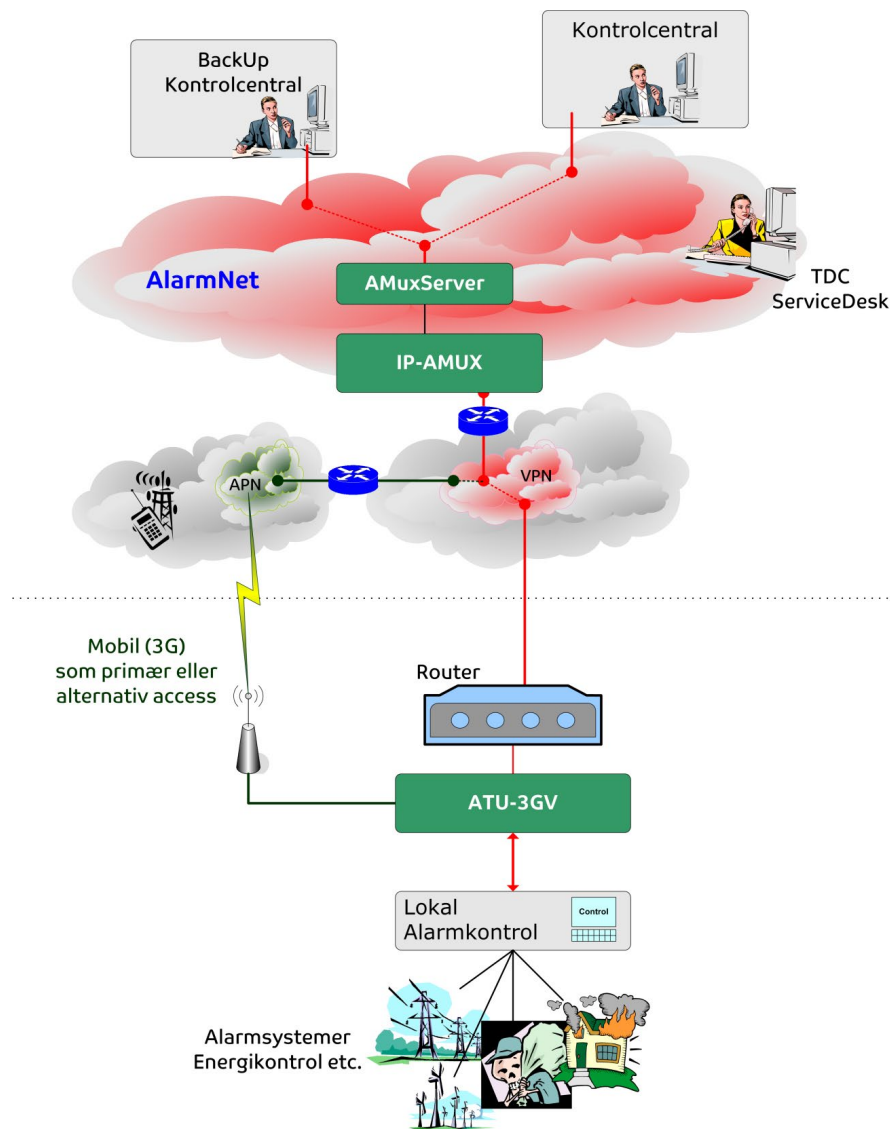 BackUp
Kontrolcentral
Kontrolcentral
AlarmNet
AMuxServer
TDC
ServiceDesk
IP-AMUX
APN
VPN
Mobil (3G)
som primær eller
alternativ access
Router
ATU-3GV
Lokal
Alarmkontrol
Control
Alarmsystemer
Energikontrol etc.